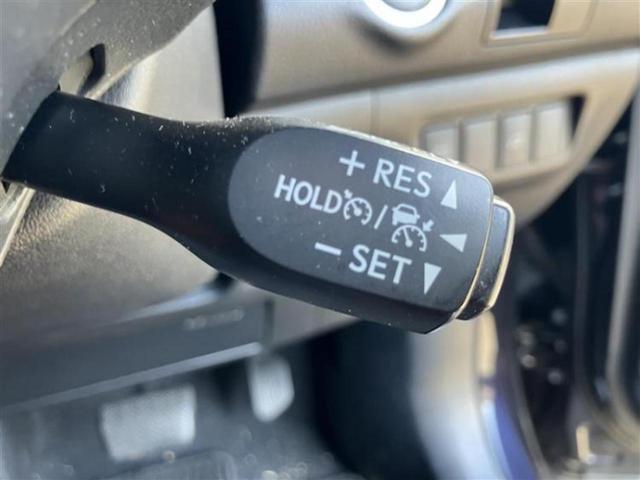 + RES
HOLD /
- SET